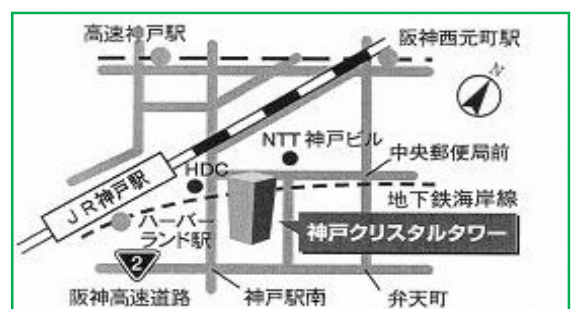 高速神戸駅
阪神西元町駅
N
NTT 神戸ビル
中央郵便局前
HDC
JR神戸駅
地下鉄海岸線
ハーバー
ランド駅
神戸クリスタルタワー
2
阪神高速道路
神戸駅南
弁天町